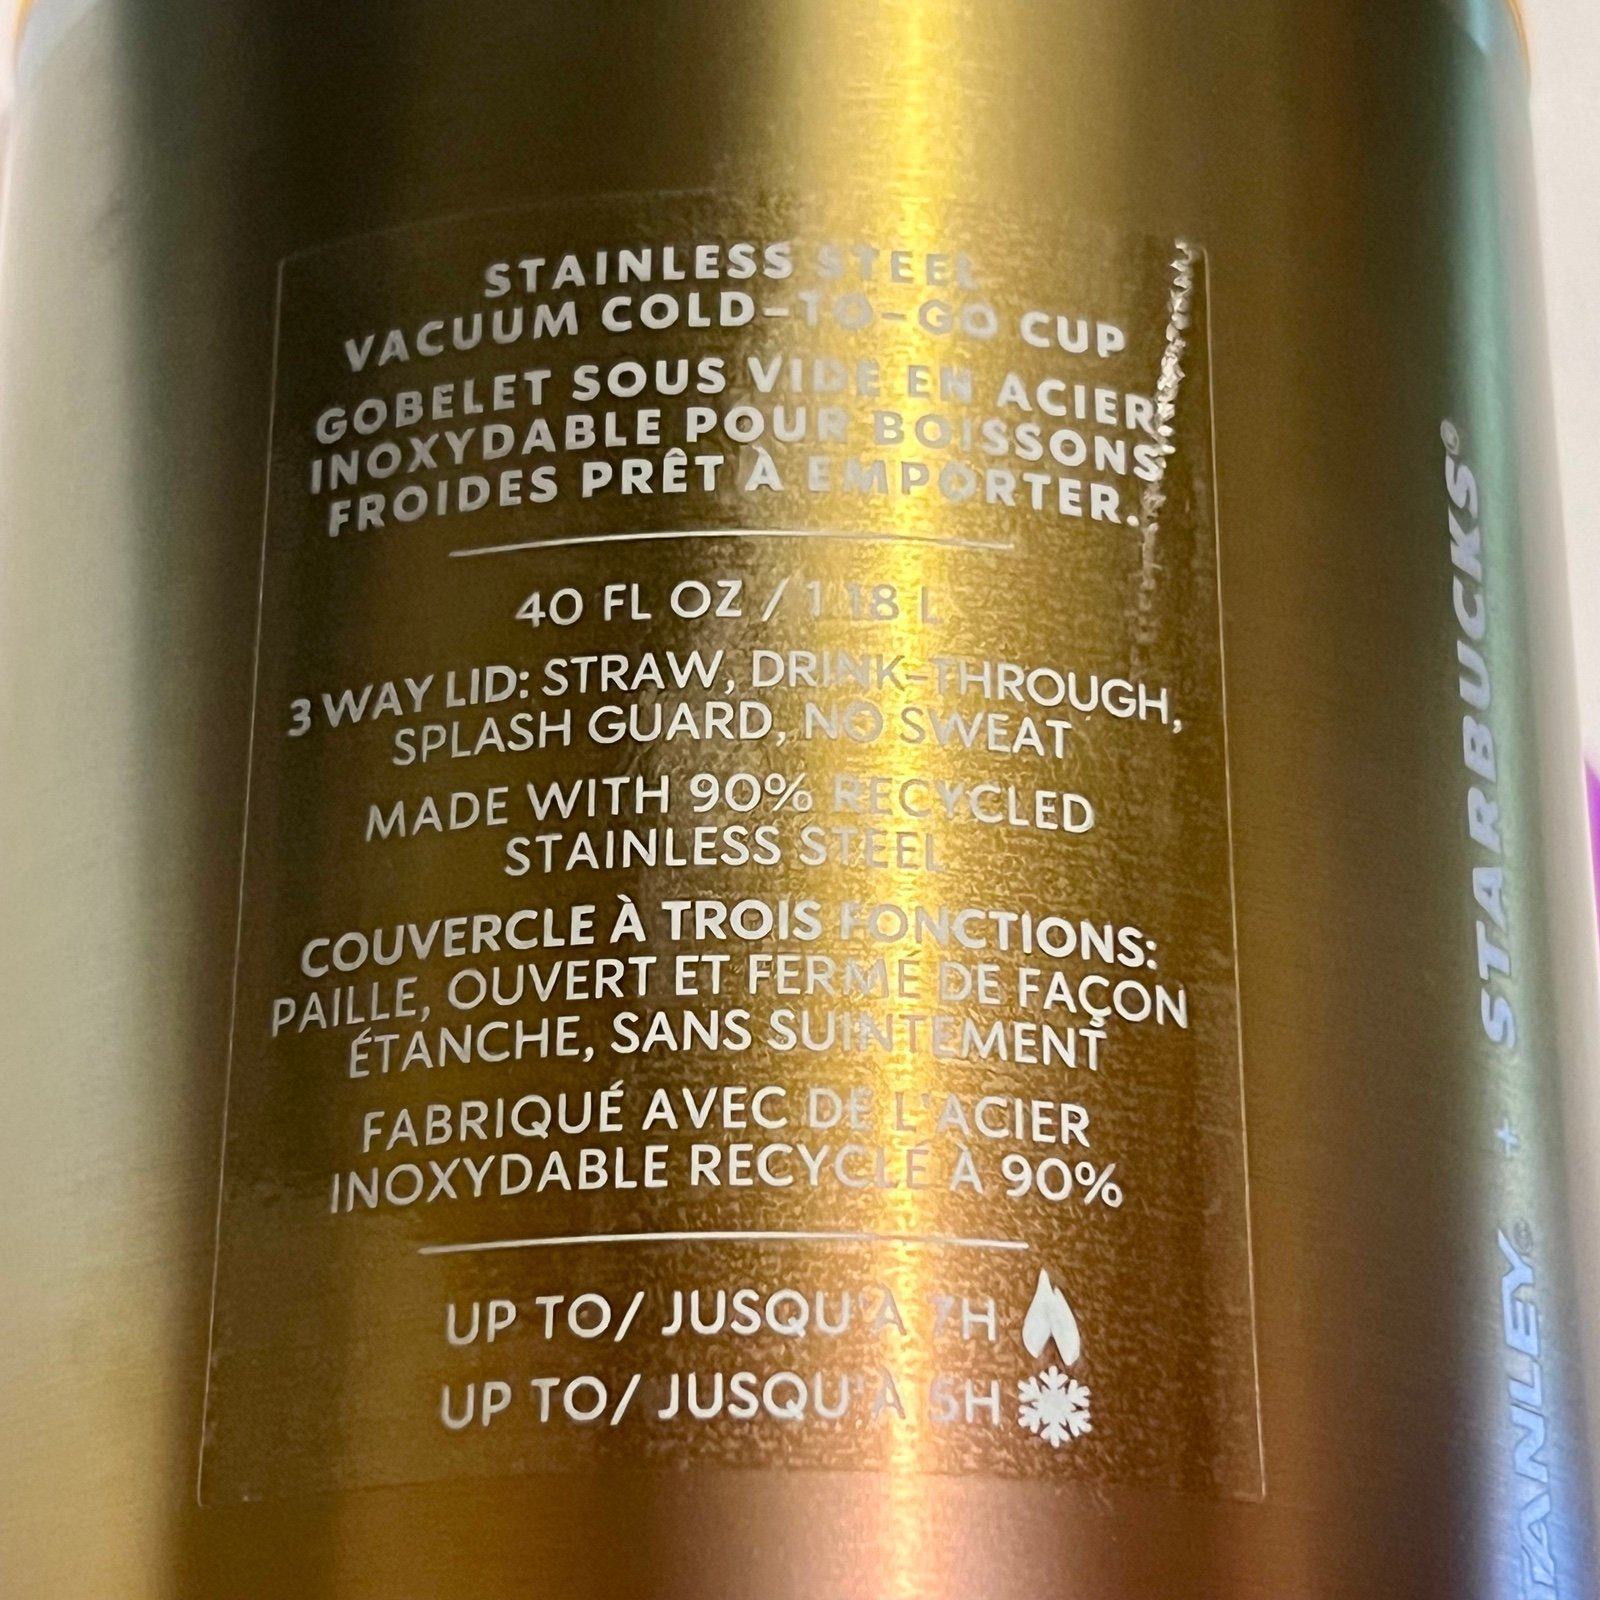 STAINLESS STEEL
VACUUM COLD-TO-GO CUP
GOBELET SOUS VIDE EN ACIER
INOXYDABLE POUR BOISSONS
FROIDES PRÊT À EMPORTER.
40 FL OZ / 1.18 L
3 WAY LID: STRAW, DRINK-THROUGH,
SPLASH GUARD, NO SWEAT
MADE WITH 90% RECYCLED
STAINLESS STEEL
COUVERCLE À TROIS FONCTIONS:
PAILLE, OUVERT ET FERMÉ DE FAÇON
ÉTANCHE, SANS SUINTEMENT
FABRIQUÉ AVEC DE L'ACIER
INOXYDABLE RECYCLÉ À 90%
UP TO/ JUSQU'À 7H
UP TO/ JUSQU'À 5H
STANLEY® + STARBUCKS®